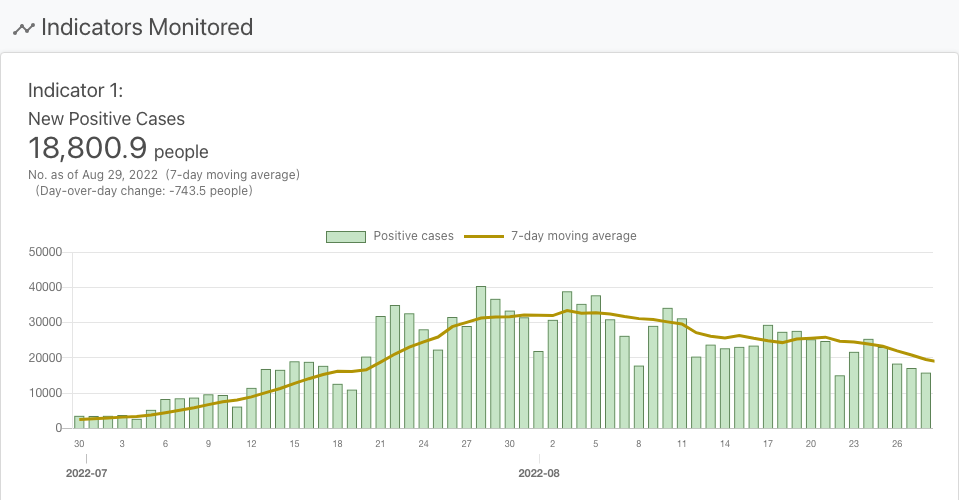 Indicators Monitored
Indicator 1:
New Positive Cases
18,800.9 people
No. as of Aug 29, 2022 (7-day moving average)
(Day-over-day change: -743.5 people)
Positive cases 7-day moving average
50000
40000
30000
20000
10000
0
30 3 6 9 12 15 18 21 24 27 30 2 5 8 11 14 17 20 23 26
2022-07 2022-08